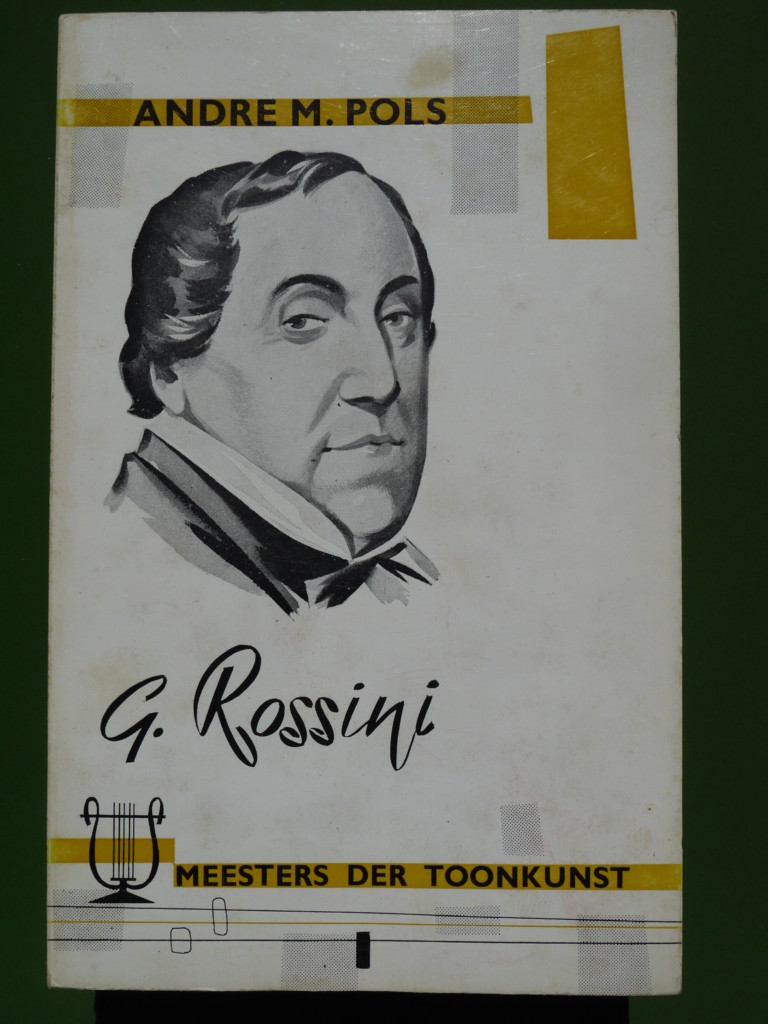 ANDRE M. POLS
G. Rossini
MEESTERS DER TOONKUNST